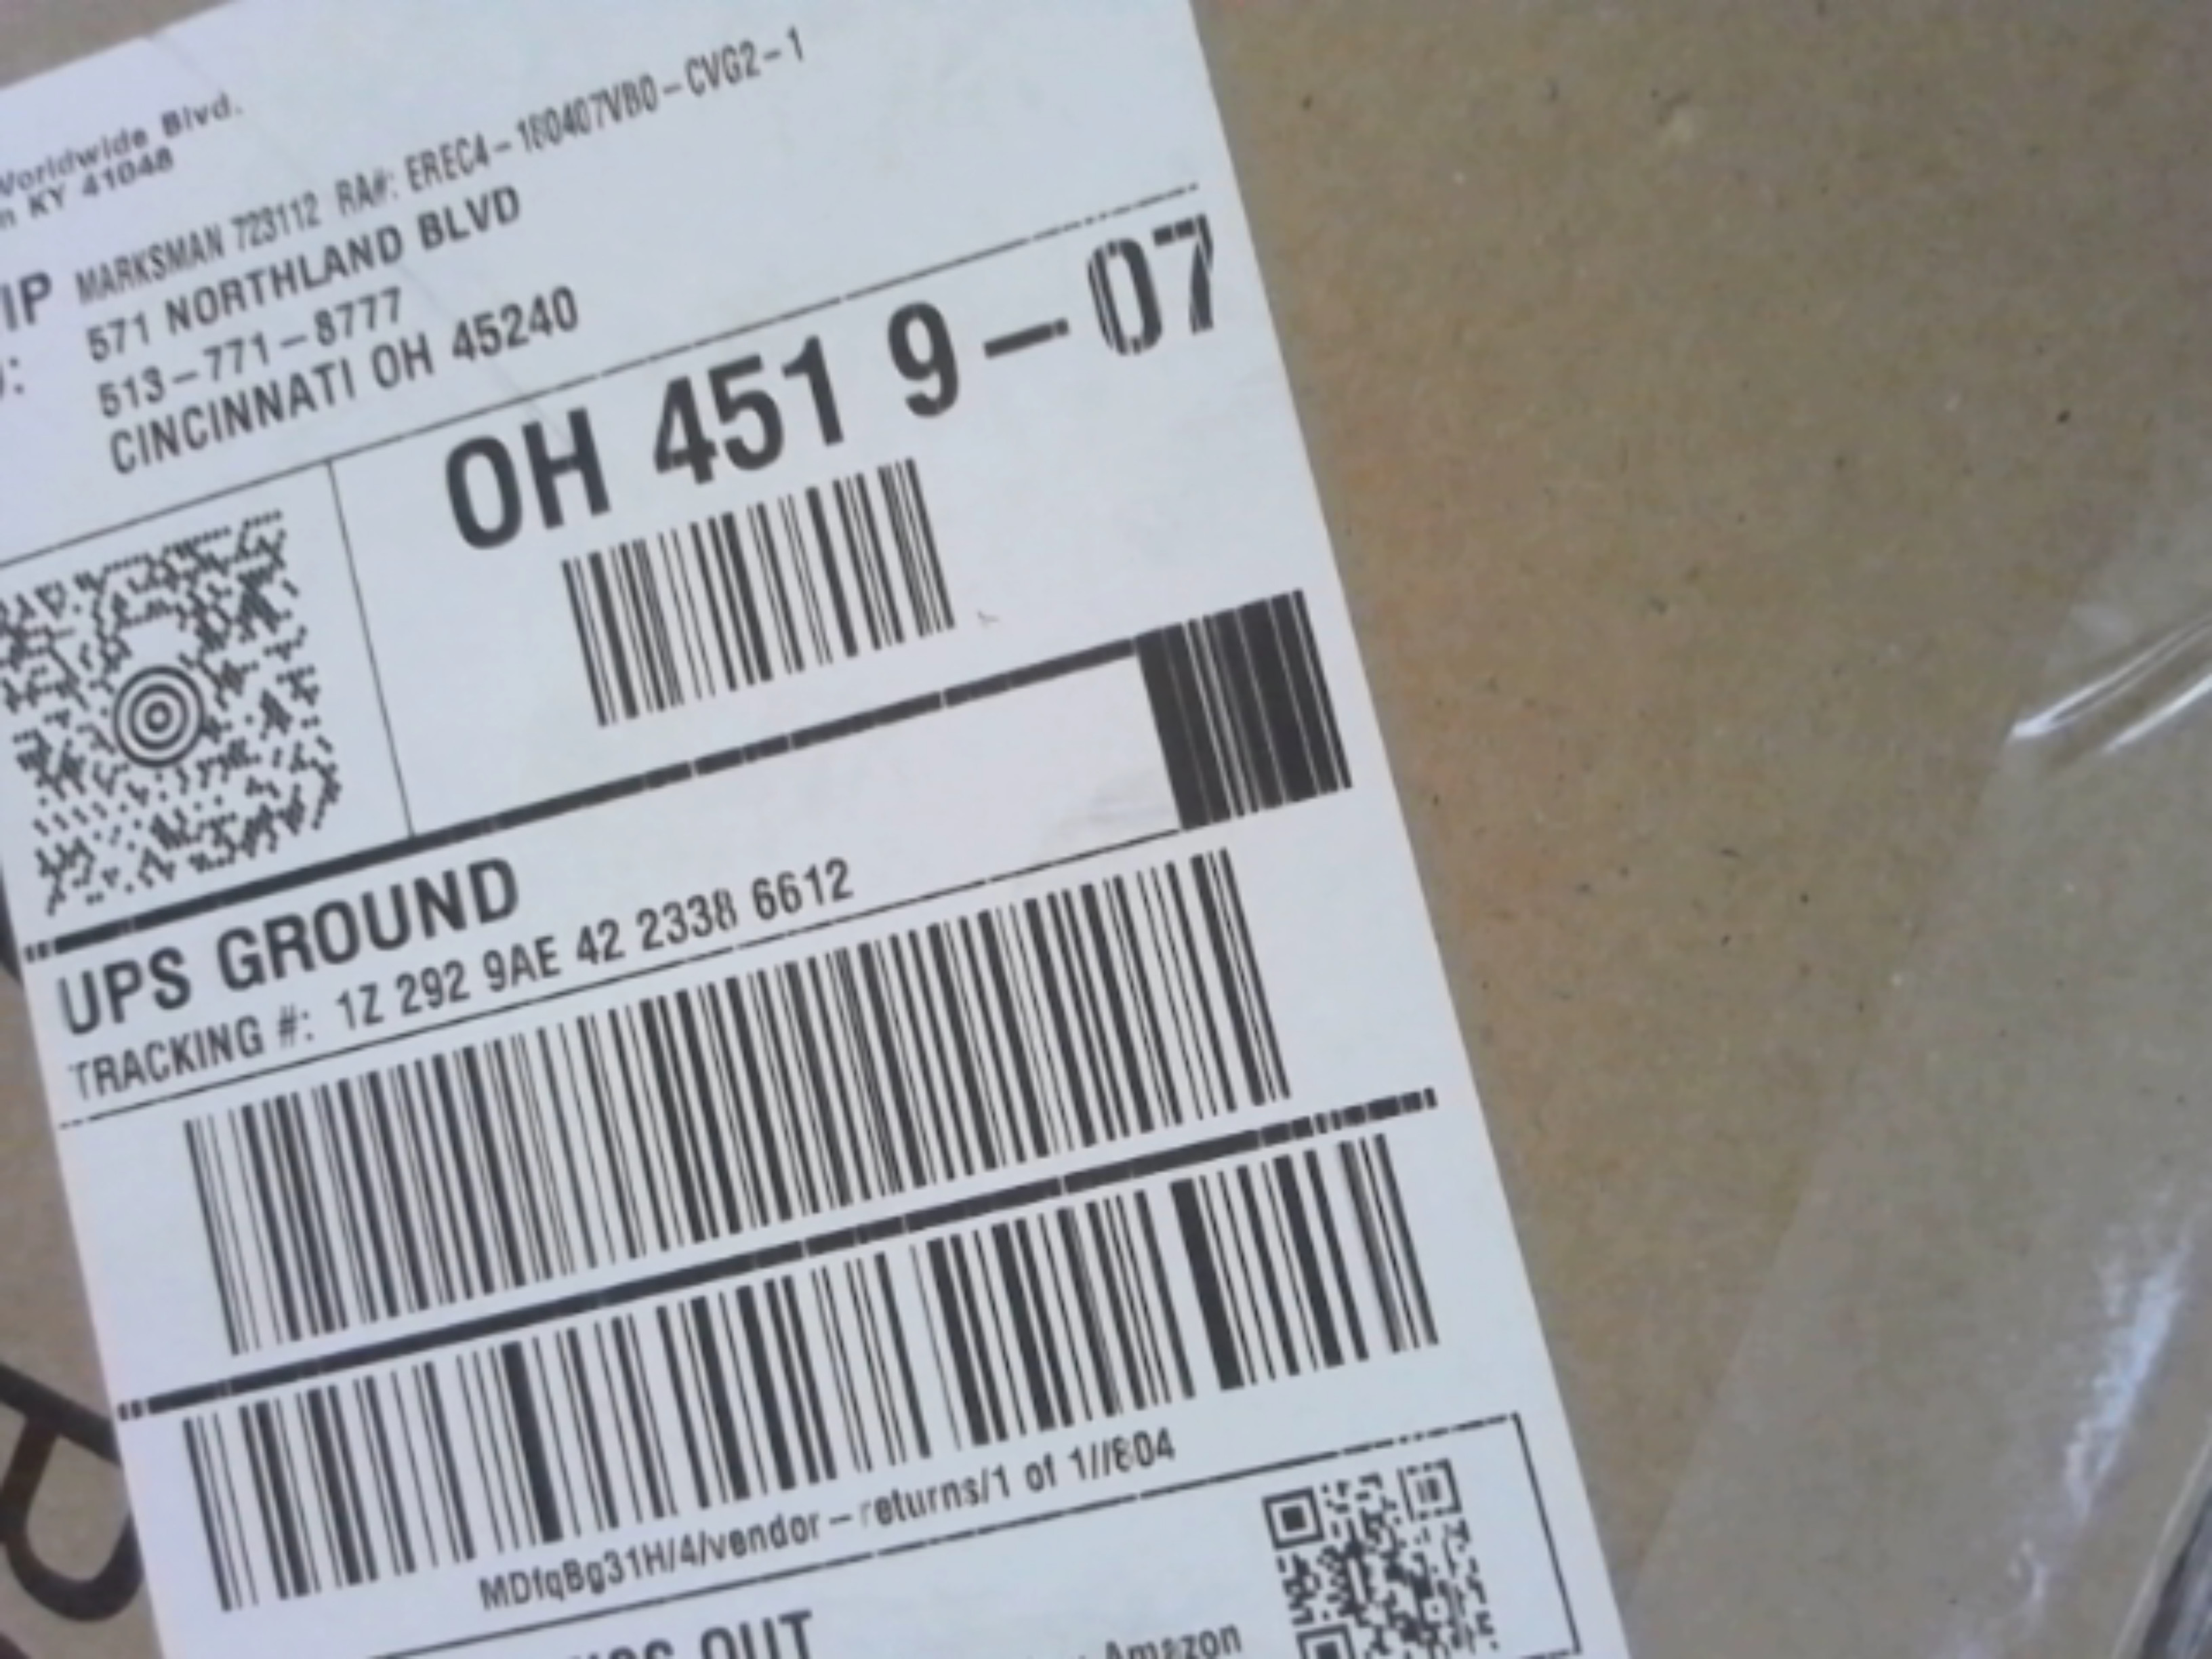 Worldwide Blvd.
KY 41048
MARKSMAN 723112 RA#: EREC4-180407VB0-CVG2-1
571 NORTHLAND BLVD
513-771-8777
CINCINNATI OH 45240
OH 451 9-07
UPS GROUND
TRACKING #: 1Z 292 9AE 42 2338 6612
MDfqBg31H/4/vendor-returns/1 of 1//804
OUT
Amazon